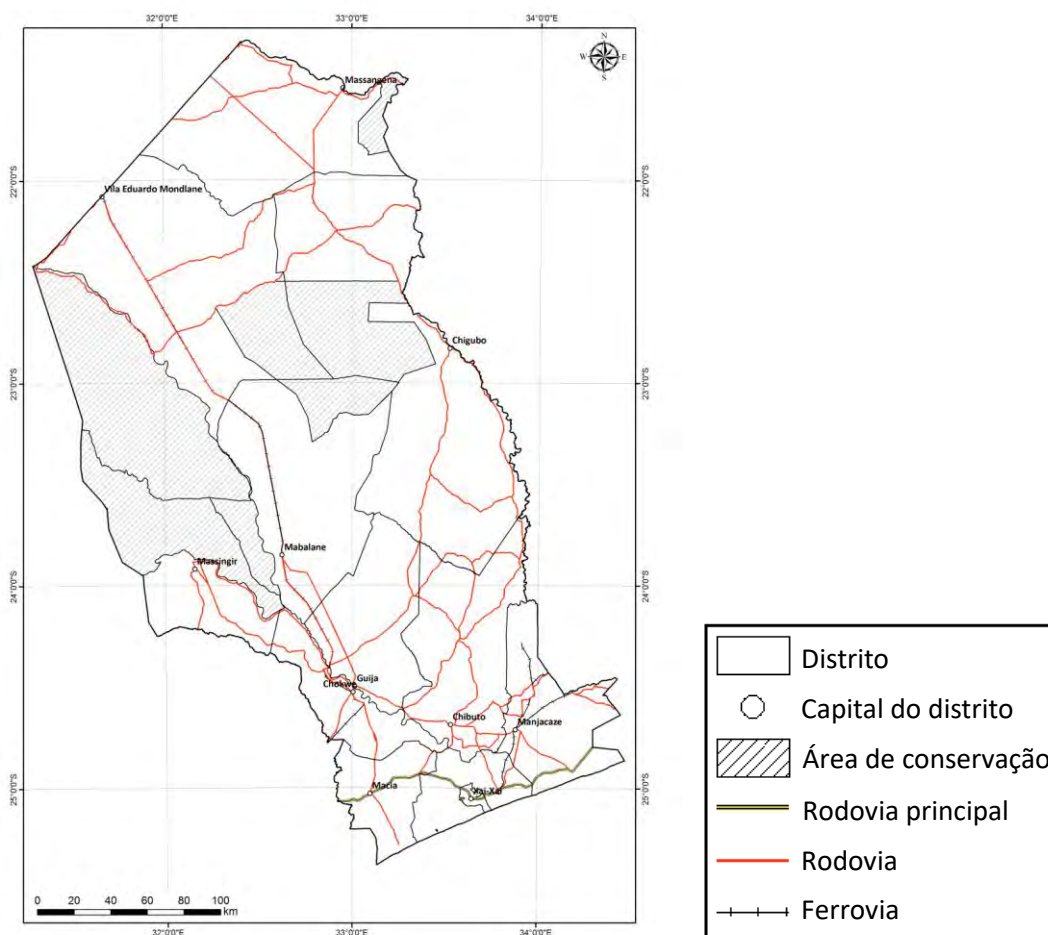 32°0'0"E 33°0'0"E 34°0'0"E
N
W E
S
Massangena
22°0'0"S 22°0'0"S
Vila Eduardo Mondlane
Chigubo
23°0'0"S 23°0'0"S
Mabalane
Massingir
24°0'0"S 24°0'0"S
Guija
Chokwe
Chibuto
Manjacaze
Macia
Xai-Xai
25°0'0"S 25°0'0"S
0 20 40 60 80 100
km
32°0'0"E 33°0'0"E 34°0'0"E
Distrito
Capital do distrito
Área de conservação
Rodovia principal
Rodovia
Ferrovia